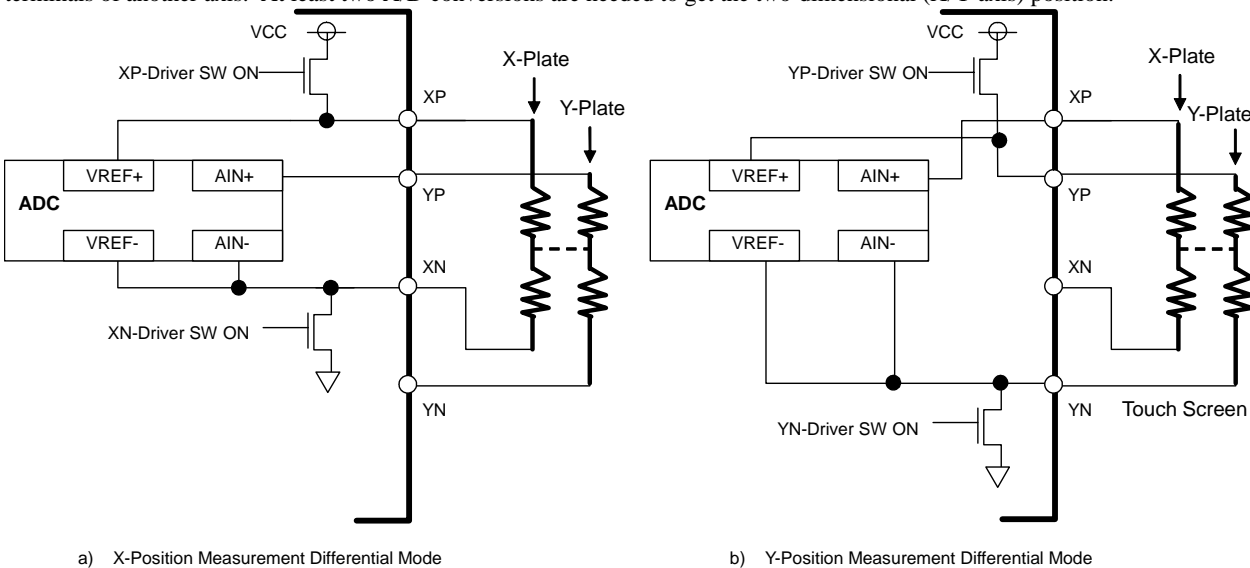 terminals of another axis. At least two A/D conversions are needed to get the two-dimensional (X/Y axis) position.
VCC
XP-Driver SW ON
X-Plate
Y-Plate
XP
VREF+
AIN+
ADC
YP
VREF-
AIN-
XN
XN-Driver SW ON
YN
a) X-Position Measurement Differential Mode
VCC
YP-Driver SW ON
X-Plate
Y-Plate
XP
VREF+
AIN+
ADC
YP
VREF-
AIN-
XN
YN
Touch Screen
YN-Driver SW ON
b) Y-Position Measurement Differential Mode